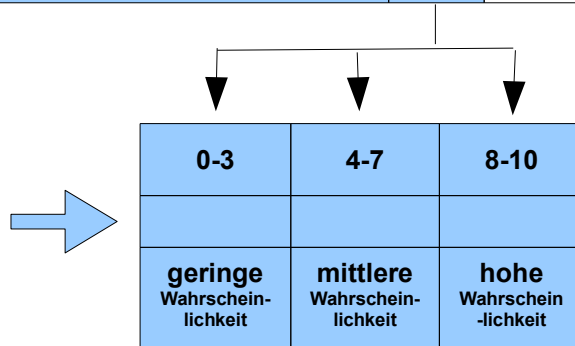 0-3 4-7 8-10
geringe mittlere hohe
Wahrschein- Wahrschein- Wahrschein
lichkeit lichkeit -lichkeit